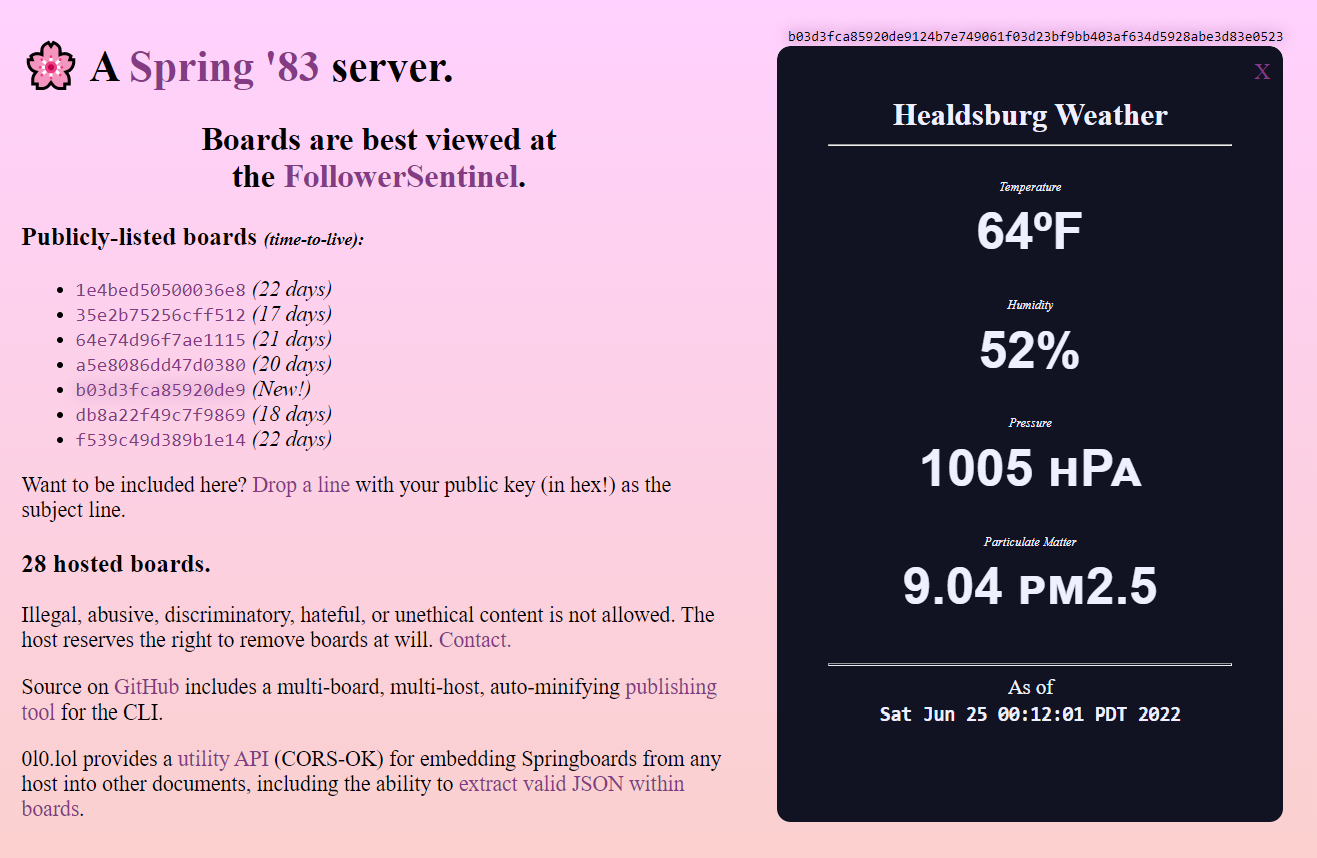 A Spring '83 server.
Boards are best viewed at
the FollowerSentinel.
Publicly-listed boards (time-to-live):
1e4bed50500036e8 (22 days)
35e2b75256cff512 (17 days)
64e74d96f7ae1115 (21 days)
a5e8086dd47d0380 (20 days)
b03d3fca85920de9 (New!)
db8a22f49c7f9869 (18 days)
f539c49d389b1e14 (22 days)
Want to be included here? Drop a line with your public key (in hex!) as the
subject line.
28 hosted boards.
Illegal, abusive, discriminatory, hateful, or unethical content is not allowed. The
host reserves the right to remove boards at will. Contact.
Source on GitHub includes a multi-board, multi-host, auto-minifying publishing
tool for the CLI.
0l0.lol provides a utility API (CORS-OK) for embedding Springboards from any
host into other documents, including the ability to extract valid JSON within
boards.
b03d3fca85920de9124b7e749061f03d23bf9bb403af634d5928abe3d83e0523
X
Healdsburg Weather
Temperature
64ºF
Humidity
52%
Pressure
1005 HPA
Particulate Matter
9.04 PM2.5
As of
Sat Jun 25 00:12:01 PDT 2022